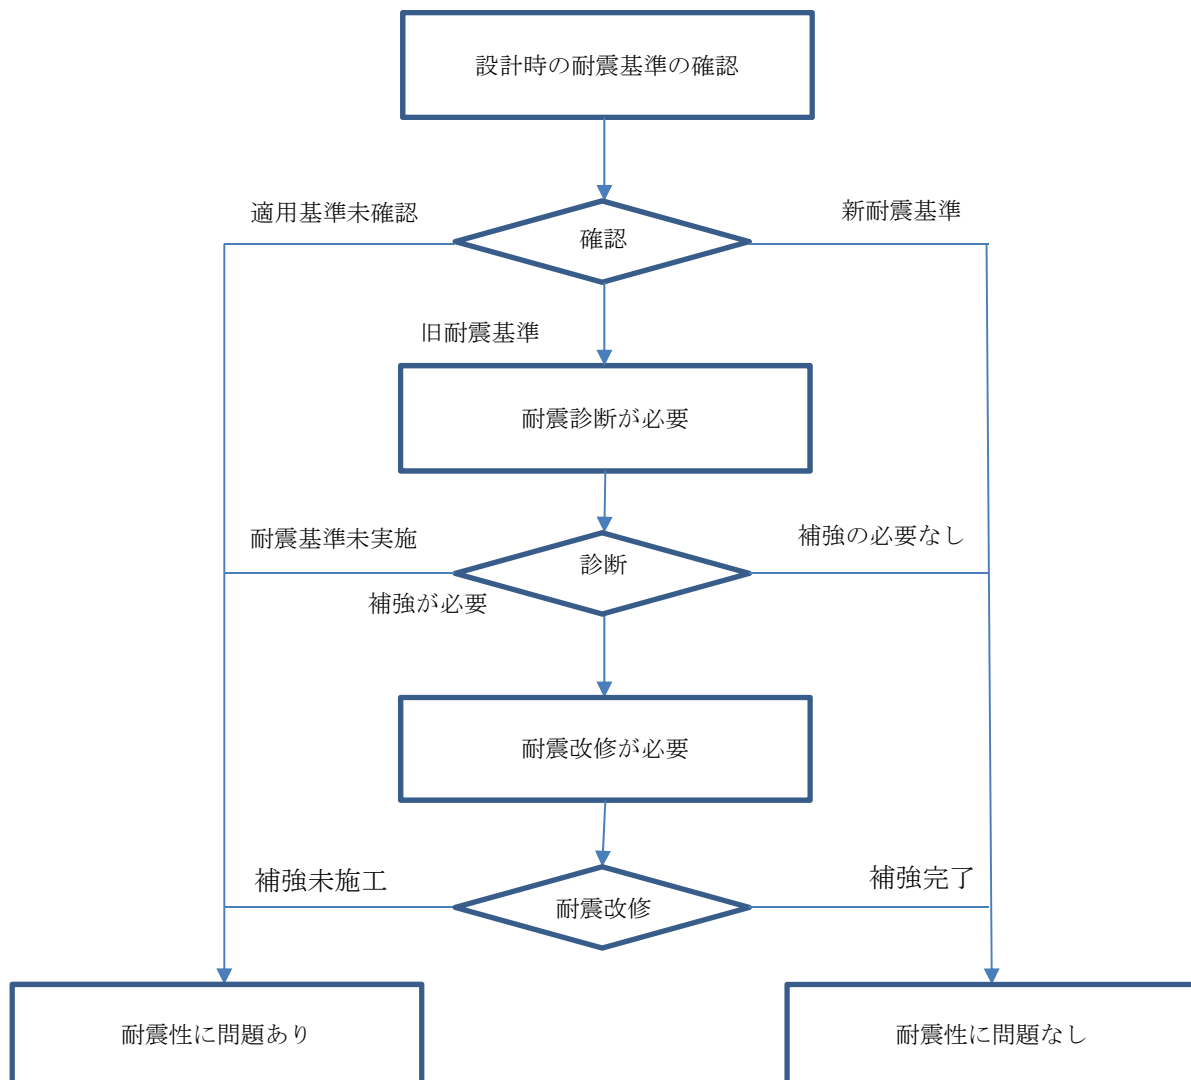 設計時の耐震基準の確認
適用基準未確認
新耐震基準
確認
旧耐震基準
耐震診断が必要
耐震基準未実施
補強の必要なし
診断
補強が必要
耐震改修が必要
補強未施工
補強完了
耐震改修
耐震性に問題あり
耐震性に問題なし